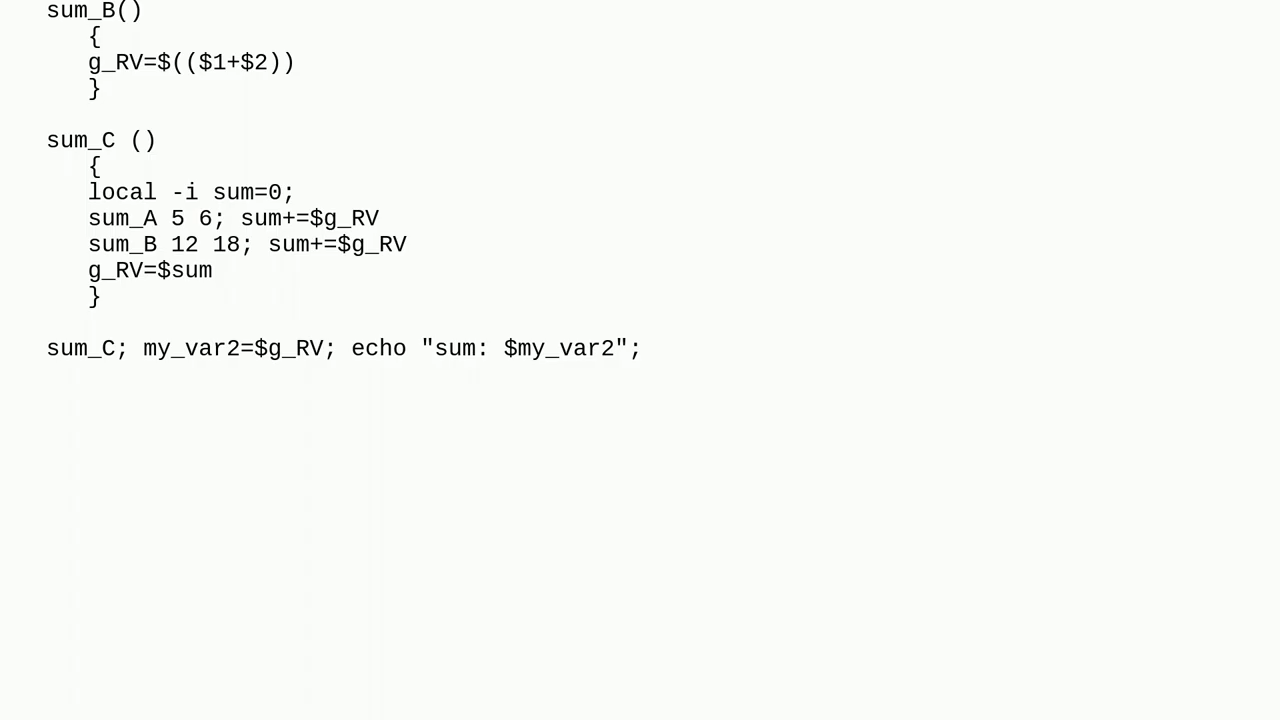 sum_B()
{
g_RV=$(($1+$2))
}
sum_C ()
{
local -i sum=0;
sum_A 5 6; sum+=$g_RV
sum_B 12 18; sum+=$g_RV
g_RV=$sum
}
sum_C; my_var2=$g_RV; echo "sum: $my_var2";